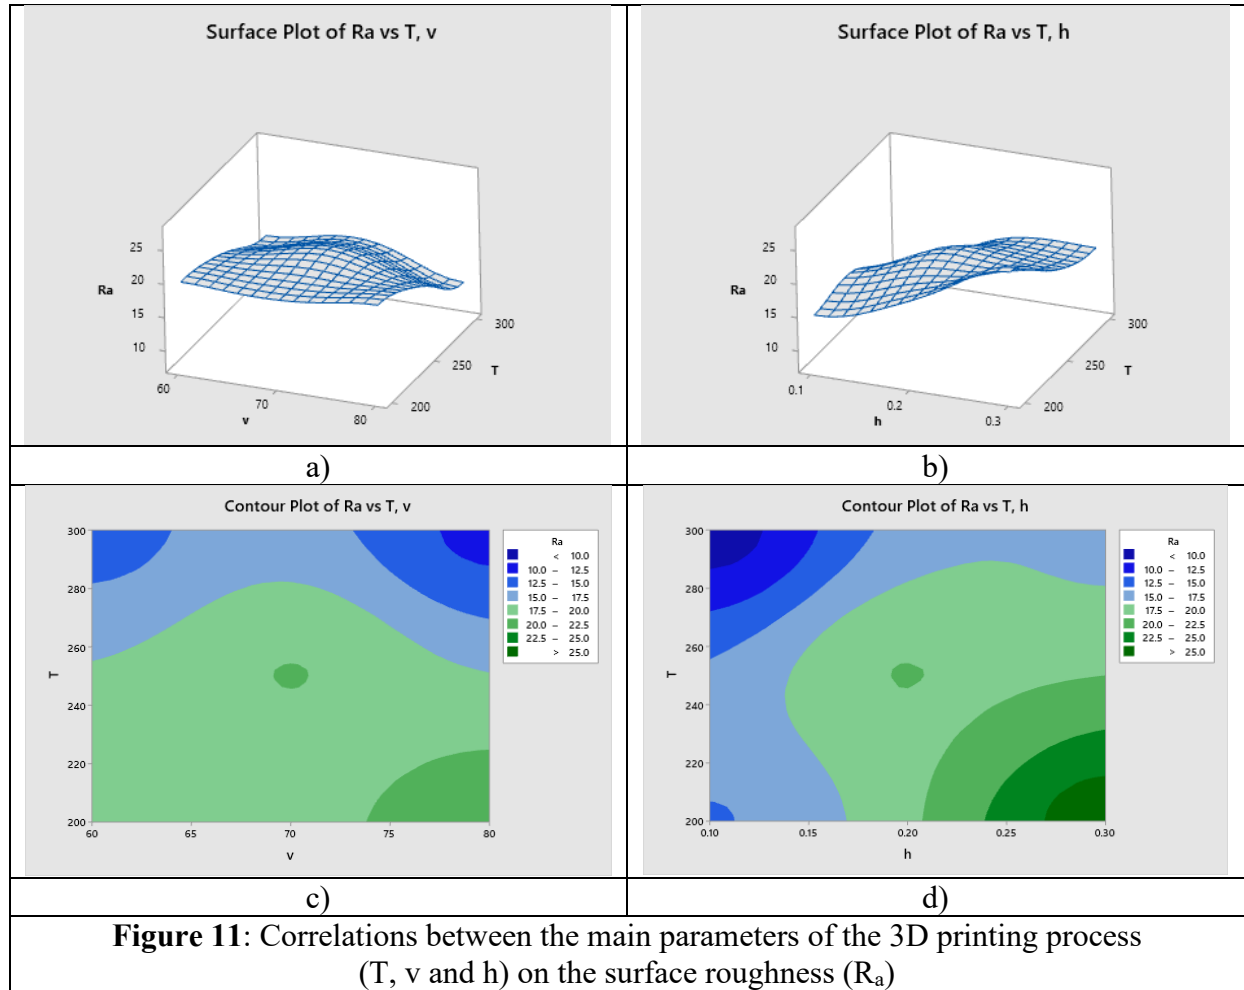 Surface Plot of Ra vs T, v
25
20
Ra
15
10
60
70
v
80
200
250
T
300
a)
Surface Plot of Ra vs T, h
25
20
Ra
15
10
0.1
0.2
h
0.3
200
250
T
300
b)
Contour Plot of Ra vs T, v
300
280
260
T
240
220
200
60
65
70
75
80
v
Ra
< 10.0
10.0 – 12.5
12.5 – 15.0
15.0 – 17.5
17.5 – 20.0
20.0 – 22.5
22.5 – 25.0
> 25.0
c)
Contour Plot of Ra vs T, h
300
280
260
T
240
220
200
0.10
0.15
0.20
0.25
0.30
h
Ra
< 10.0
10.0 – 12.5
12.5 – 15.0
15.0 – 17.5
17.5 – 20.0
20.0 – 22.5
22.5 – 25.0
> 25.0
d)
Figure 11: Correlations between the main parameters of the 3D printing process
(T, v and h) on the surface roughness (Ra)